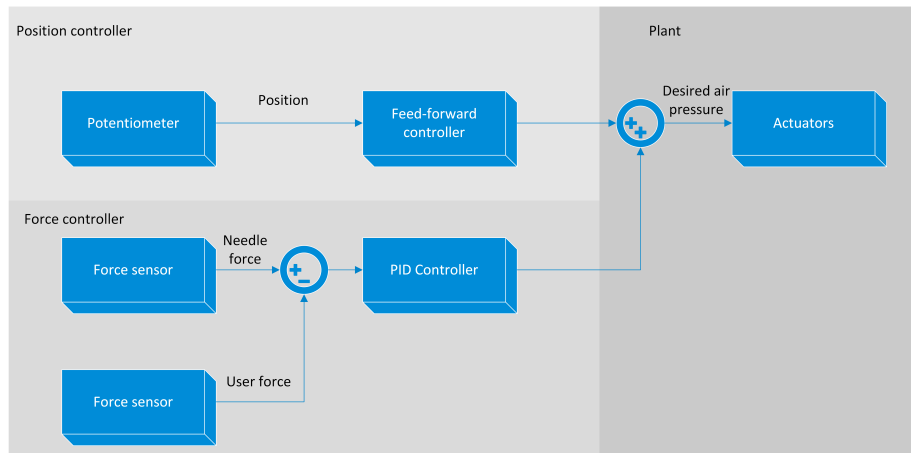 Position controller
Plant
Potentiometer
Position
Feed-forward
controller
Desired air
pressure
Actuators
Force controller
Force sensor
Needle
force
PID Controller
Force sensor
User force